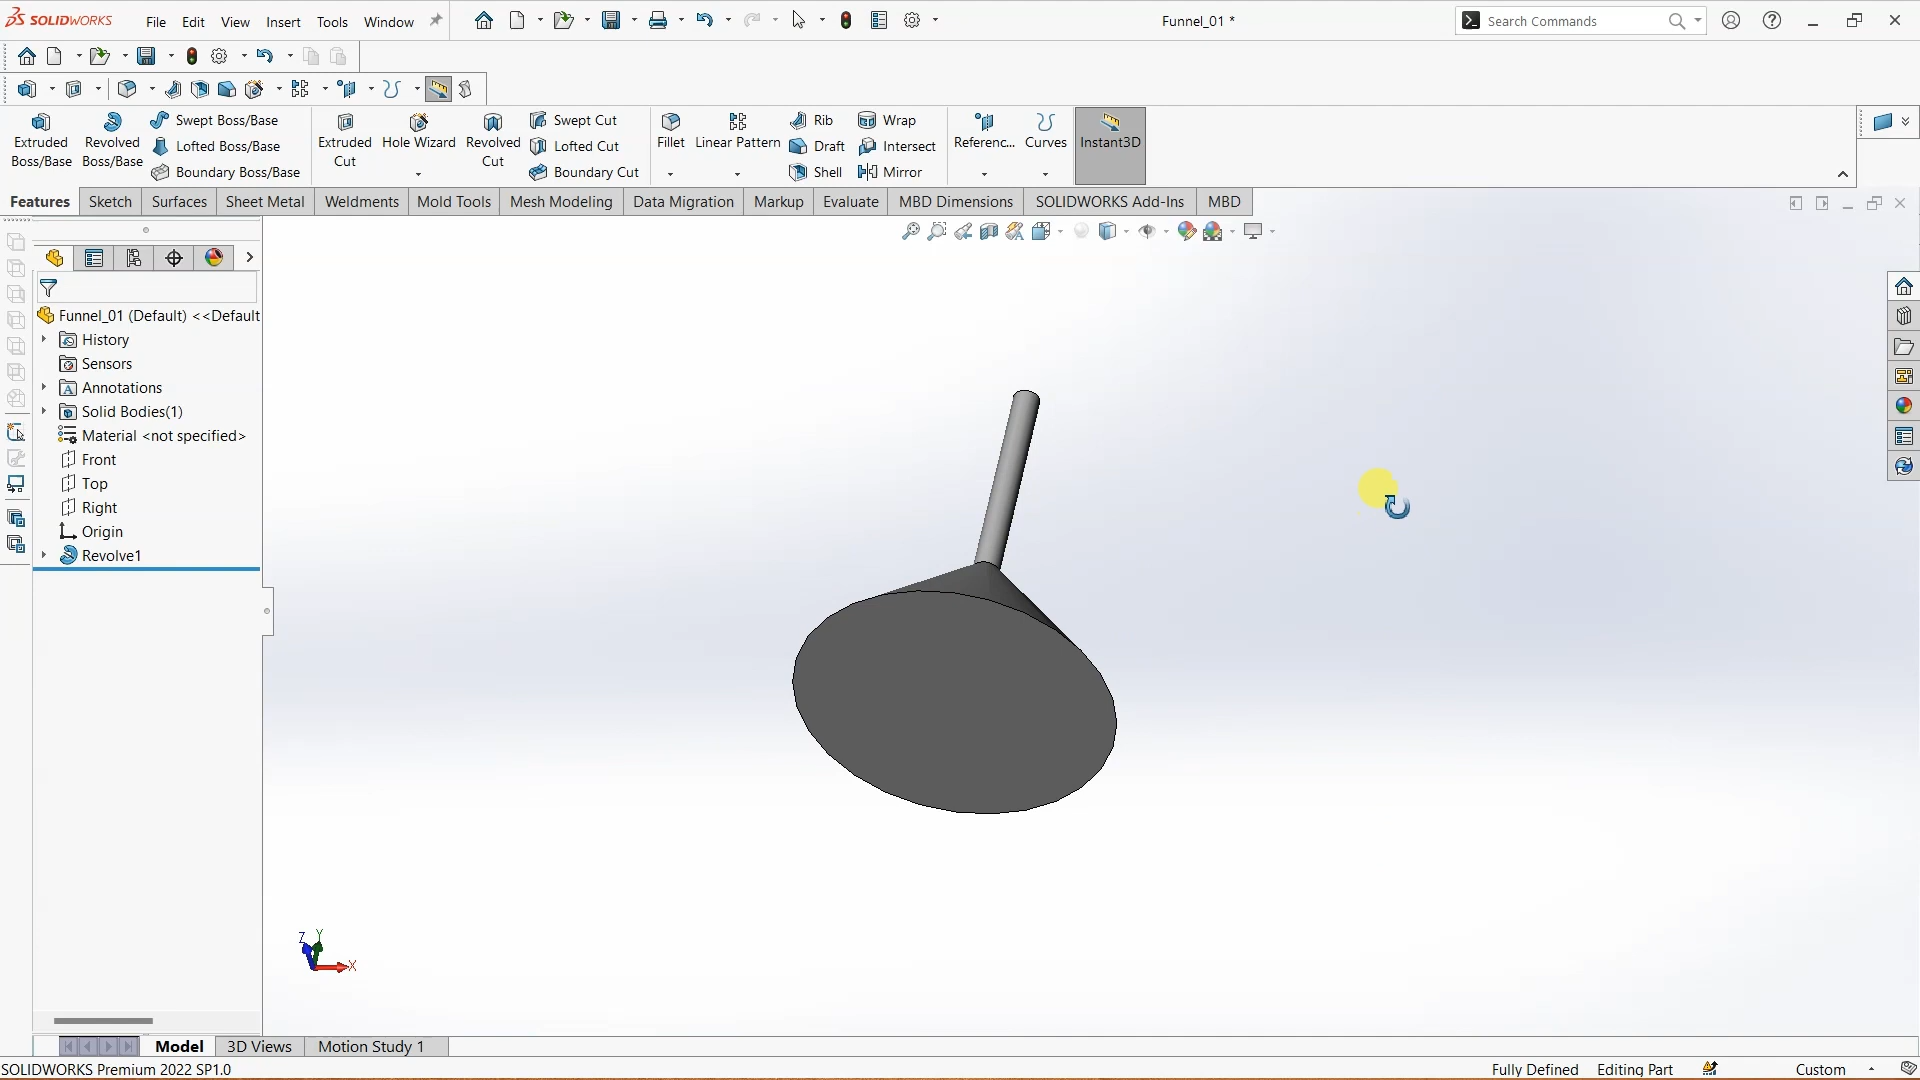 SOLIDWORKS File Edit View Insert Tools Window Funnel_01 * Search Commands
Extruded Boss/Base
Revolved Boss/Base
Swept Boss/Base
Lofted Boss/Base
Boundary Boss/Base
Extruded Cut
Hole Wizard
Revolved Cut
Swept Cut
Lofted Cut
Boundary Cut
Fillet
Linear Pattern
Rib
Draft
Shell
Wrap
Intersect
Mirror
Referenc...
Curves
Instant3D
Features Sketch Surfaces Sheet Metal Weldments Mold Tools Mesh Modeling Data Migration Markup Evaluate MBD Dimensions SOLIDWORKS Add-Ins MBD
Funnel_01 (Default) <<Default
History
Sensors
Annotations
Solid Bodies(1)
Material <not specified>
Front
Top
Right
Origin
Revolve1
Z Y X
Model 3D Views Motion Study 1
SOLIDWORKS Premium 2022 SP1.0 Fully Defined Editing Part Custom